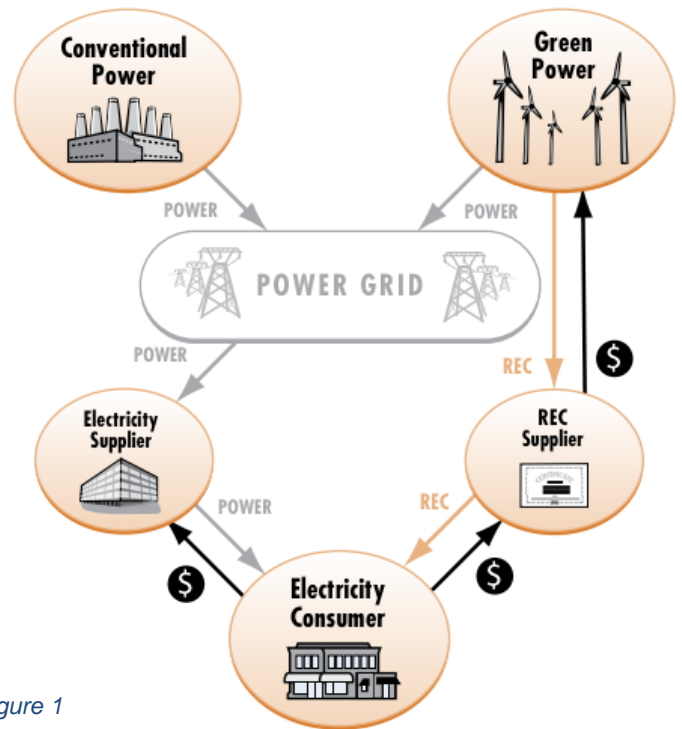 Conventional
Power
Green
Power
POWER
POWER
POWER GRID
POWER
REC
$
Electricity
Supplier
REC
Supplier
CERTIFICATE
POWER
REC
$
$
Electricity
Consumer
gure 1